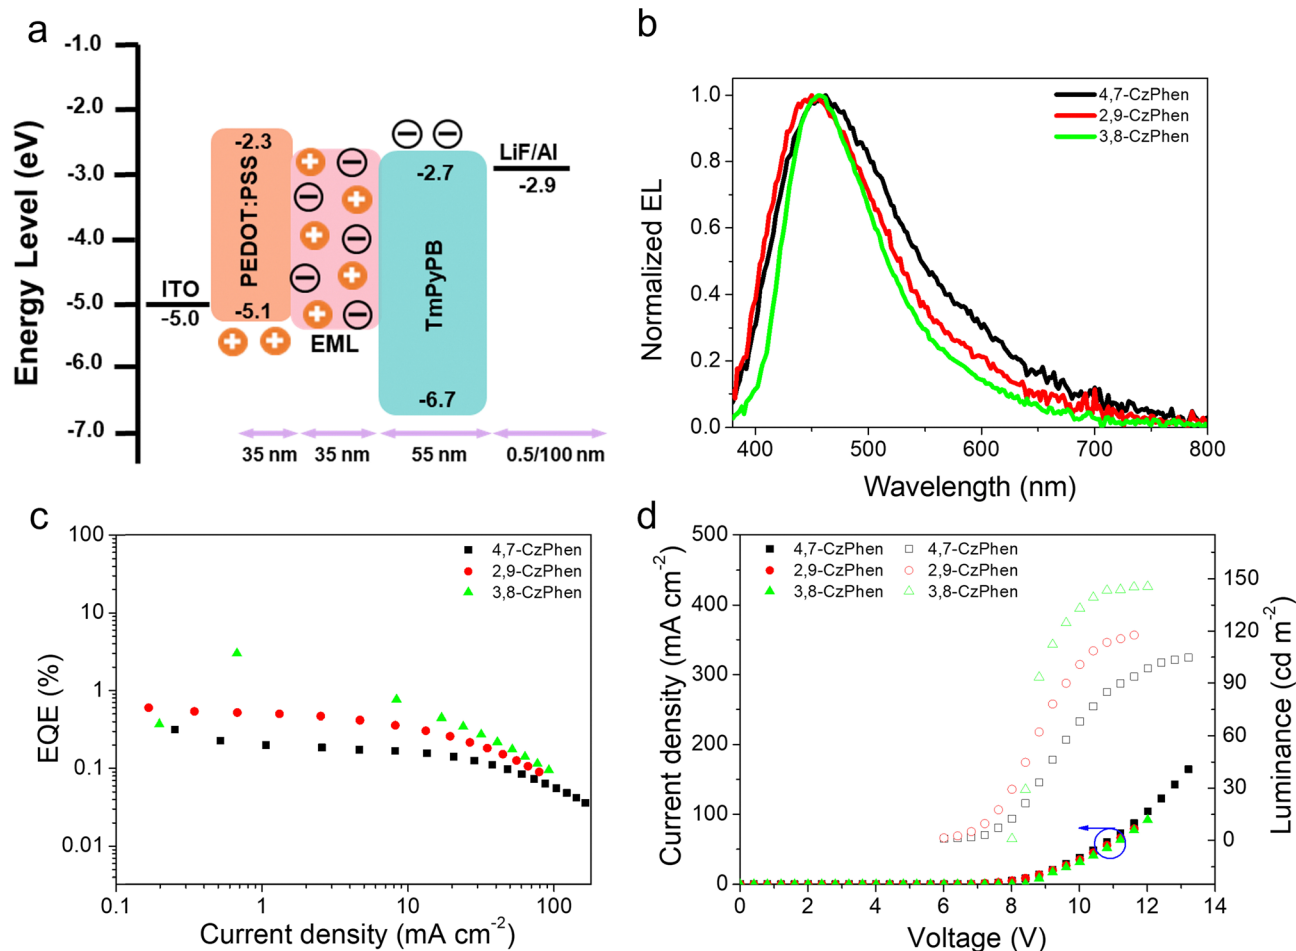 a
Energy Level (eV)
-1.0
-2.0
-3.0
-4.0
-5.0
-6.0
-7.0
ITO
-5.0
-2.3
PEDOT:PSS
-5.1
EML
-2.7
TmPyPB
-6.7
LiF/Al
-2.9
35 nm
35 nm
55 nm
0.5/100 nm
b
Normalized EL
1.0
0.8
0.6
0.4
0.2
0.0
4,7-CzPhen
2,9-CzPhen
3,8-CzPhen
400
500
600
700
800
Wavelength (nm)
c
EQE (%)
100
10
1
0.1
0.01
4,7-CzPhen
2,9-CzPhen
3,8-CzPhen
0.1
1
10
100
Current density (mA cm⁻²)
d
Current density (mA cm⁻²)
500
400
300
200
100
0
4,7-CzPhen
2,9-CzPhen
3,8-CzPhen
4,7-CzPhen
2,9-CzPhen
3,8-CzPhen
150
120
90
60
30
0
Luminance (cd m⁻²)
0
2
4
6
8
10
12
14
Voltage (V)